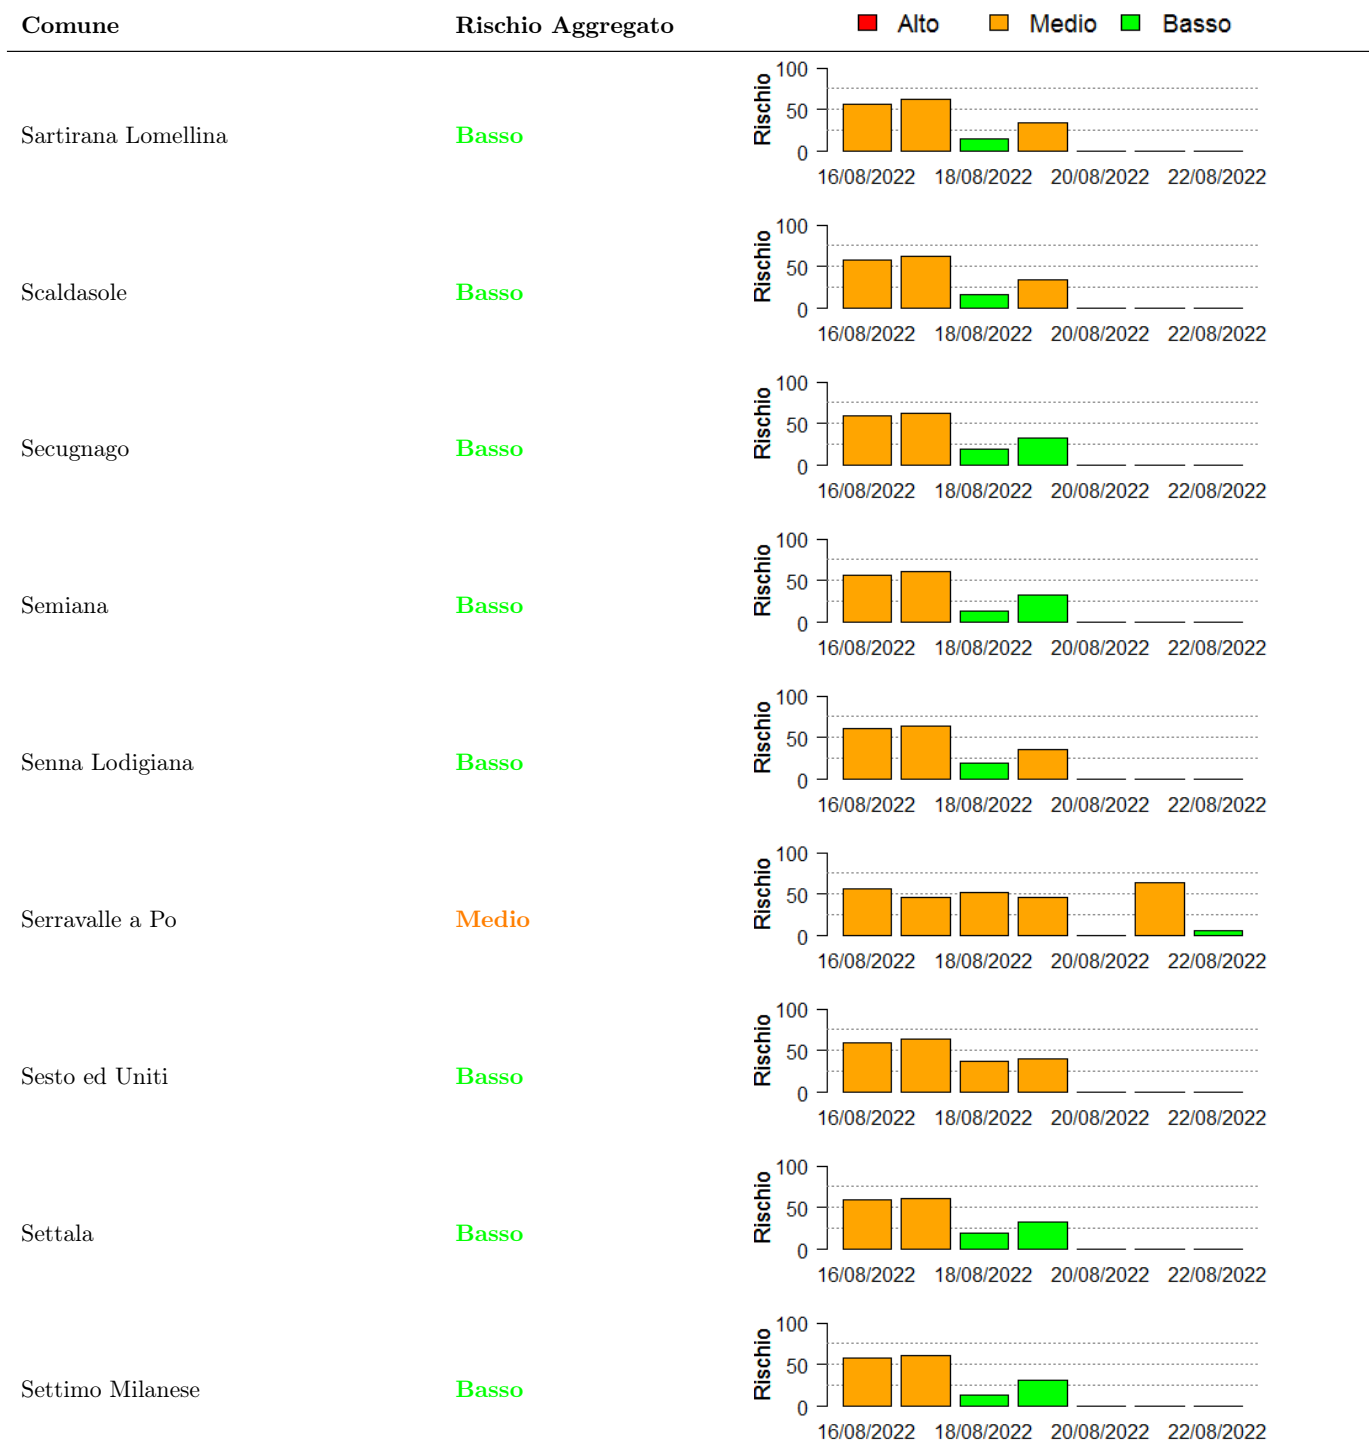 Comune Rischio Aggregato Alto Medio Basso
Sartirana Lomellina Basso Rischio 100 50 0
16/08/2022 18/08/2022 20/08/2022 22/08/2022
Scaldasole Basso Rischio 100 50 0
16/08/2022 18/08/2022 20/08/2022 22/08/2022
Secugnago Basso Rischio 100 50 0
16/08/2022 18/08/2022 20/08/2022 22/08/2022
Semiana Basso Rischio 100 50 0
16/08/2022 18/08/2022 20/08/2022 22/08/2022
Senna Lodigiana Basso Rischio 100 50 0
16/08/2022 18/08/2022 20/08/2022 22/08/2022
Serravalle a Po Medio Rischio 100 50 0
16/08/2022 18/08/2022 20/08/2022 22/08/2022
Sesto ed Uniti Basso Rischio 100 50 0
16/08/2022 18/08/2022 20/08/2022 22/08/2022
Settala Basso Rischio 100 50 0
16/08/2022 18/08/2022 20/08/2022 22/08/2022
Settimo Milanese Basso Rischio 100 50 0
16/08/2022 18/08/2022 20/08/2022 22/08/2022